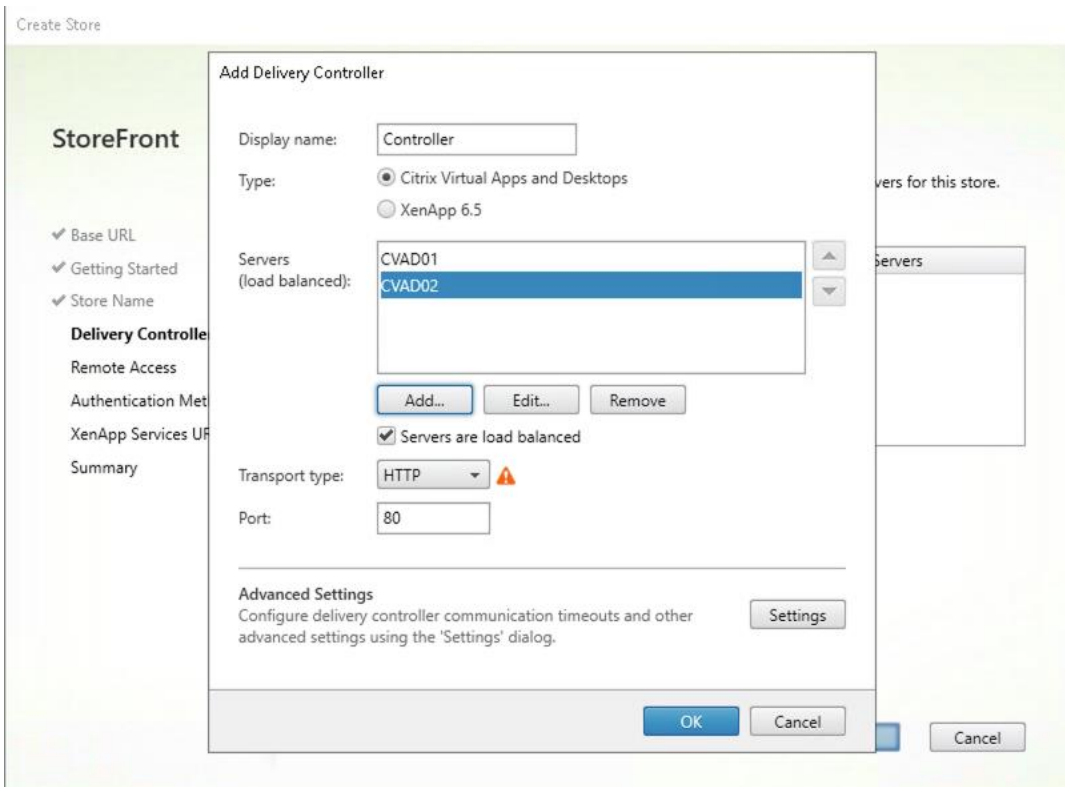 Create Store
Add Delivery Controller
StoreFront
Base URL
Getting Started
Store Name
Delivery Controlle
Remote Access
Authentication Met
XenApp Services UR
Summary
Display name: Controller
Type: Citrix Virtual Apps and Desktops
XenApp 6.5
Servers
(load balanced):
CVAD01
CVAD02
Add... Edit... Remove
Servers are load balanced
Transport type: HTTP
Port: 80
Advanced Settings
Configure delivery controller communication timeouts and other
advanced settings using the 'Settings' dialog.
Settings
OK Cancel
vers for this store.
Servers
Cancel